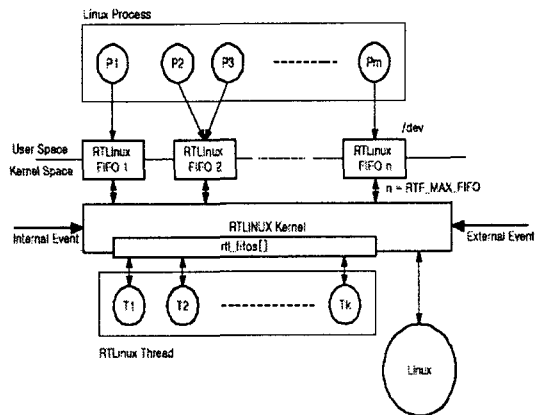 Linux Process
P1 P2 P3 Pm
/dev
User Space
Kernel Space
RTLinux
FIFO 1
RTLinux
FIFO 2
RTLinux
FIFO n
n = RTF_MAX_FIFO
RTLINUX Kernel
Internal Event
External Event
rtl_fifos[]
T1 T2 Tk
RTLinux Thread
Linux